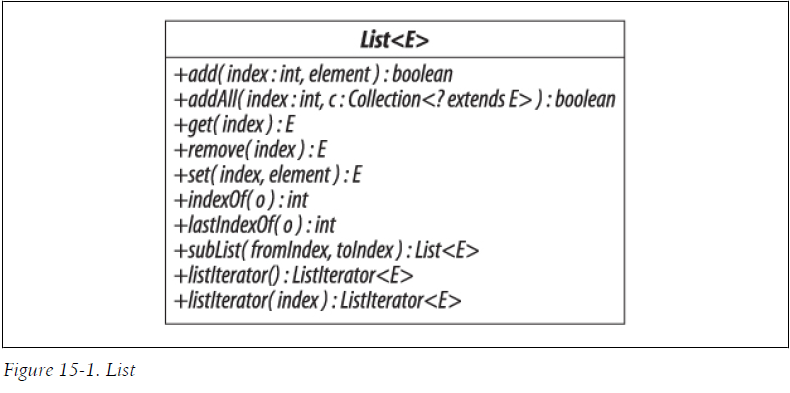 List<E>
+add( index : int, element ) : boolean
+addAll( index : int, c : Collection<? extends E> ) : boolean
+get( index ) : E
+remove( index ) : E
+set( index, element ) : E
+indexOf( o ) : int
+lastIndexOf( o ) : int
+subList( fromIndex, toIndex ) : List<E>
+listIterator() : ListIterator<E>
+listIterator( index ) : ListIterator<E>
Figure 15-1. List